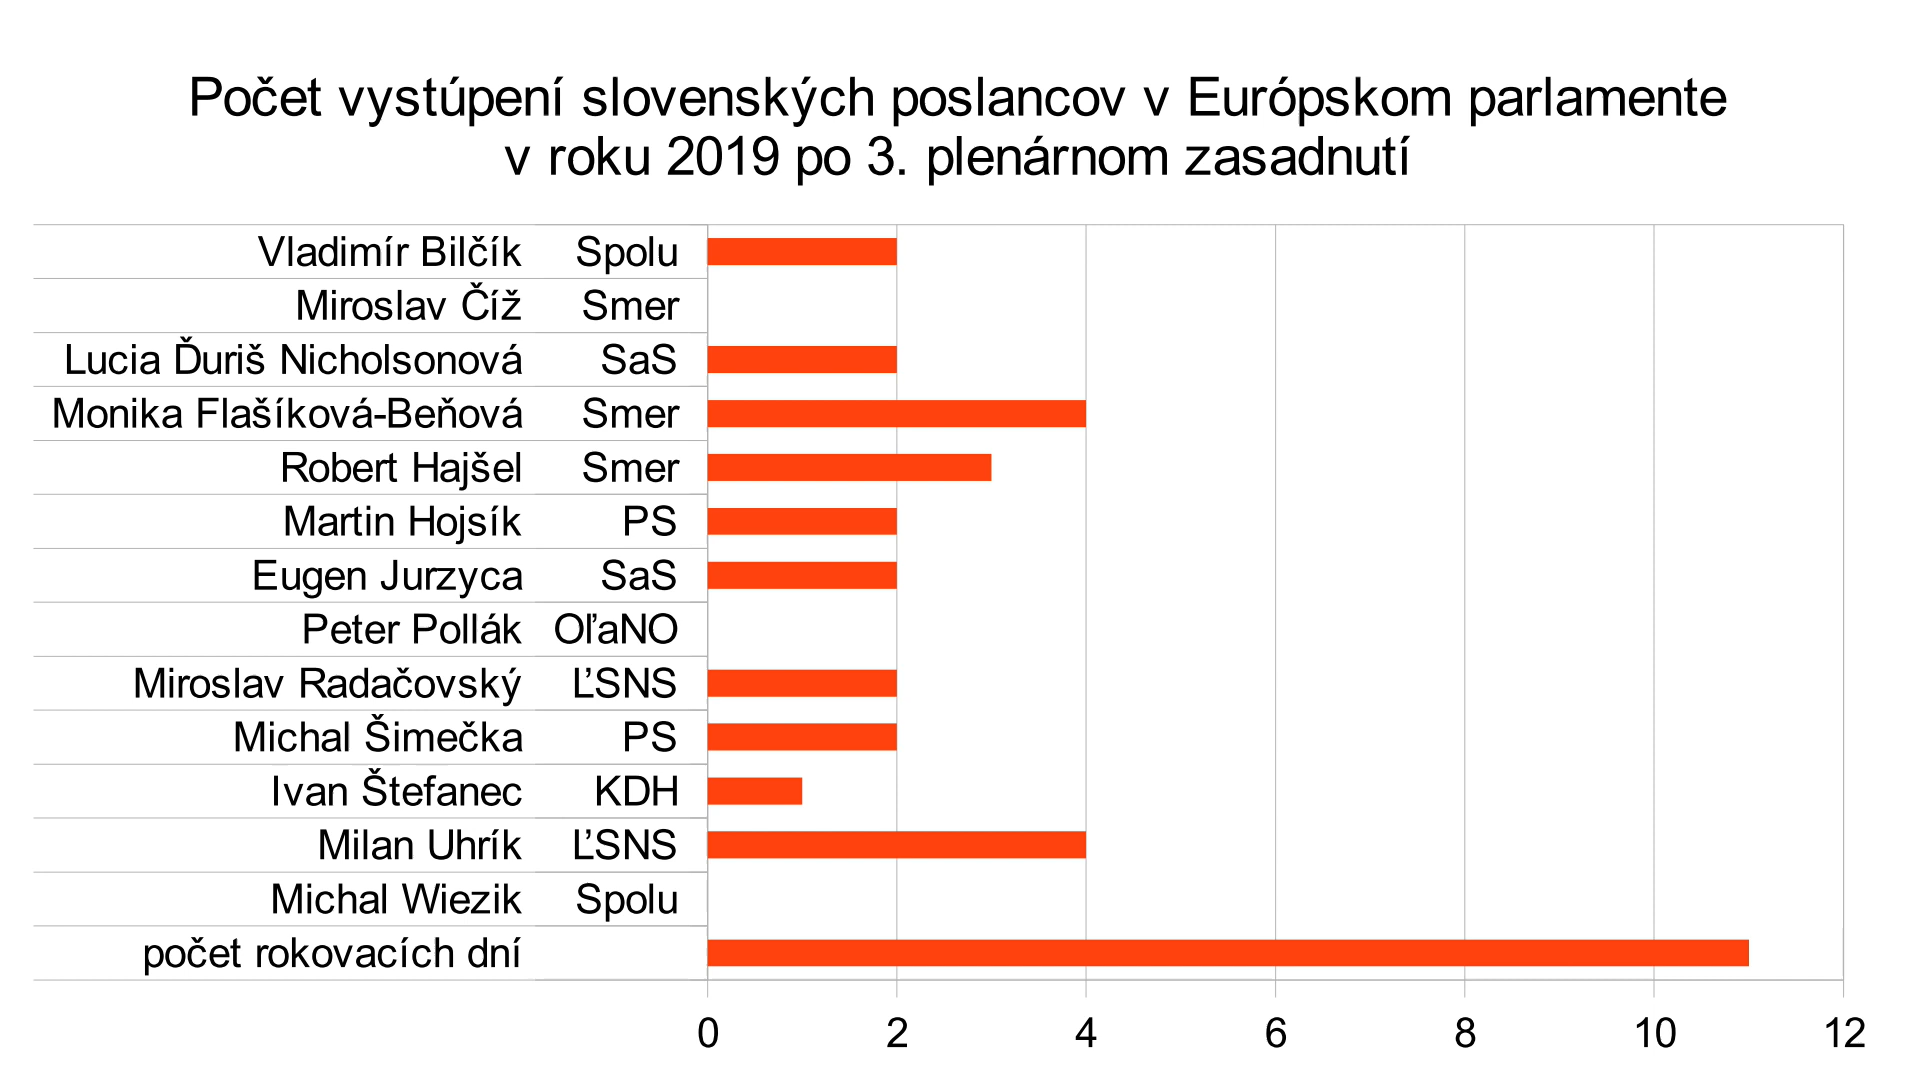 Počet vystúpení slovenských poslancov v Európskom parlamente
v roku 2019 po 3. plenárnom zasadnutí
Vladimír Bilčík Spolu
Miroslav Číž Smer
Lucia Ďuriš Nicholsonová SaS
Monika Flašíková-Beňová Smer
Robert Hajšel Smer
Martin Hojsík PS
Eugen Jurzyca SaS
Peter Pollák OľaNO
Miroslav Radačovský ĽSNS
Michal Šimečka PS
Ivan Štefanec KDH
Milan Uhrík ĽSNS
Michal Wiezik Spolu
počet rokovacích dní
0 2 4 6 8 10 12